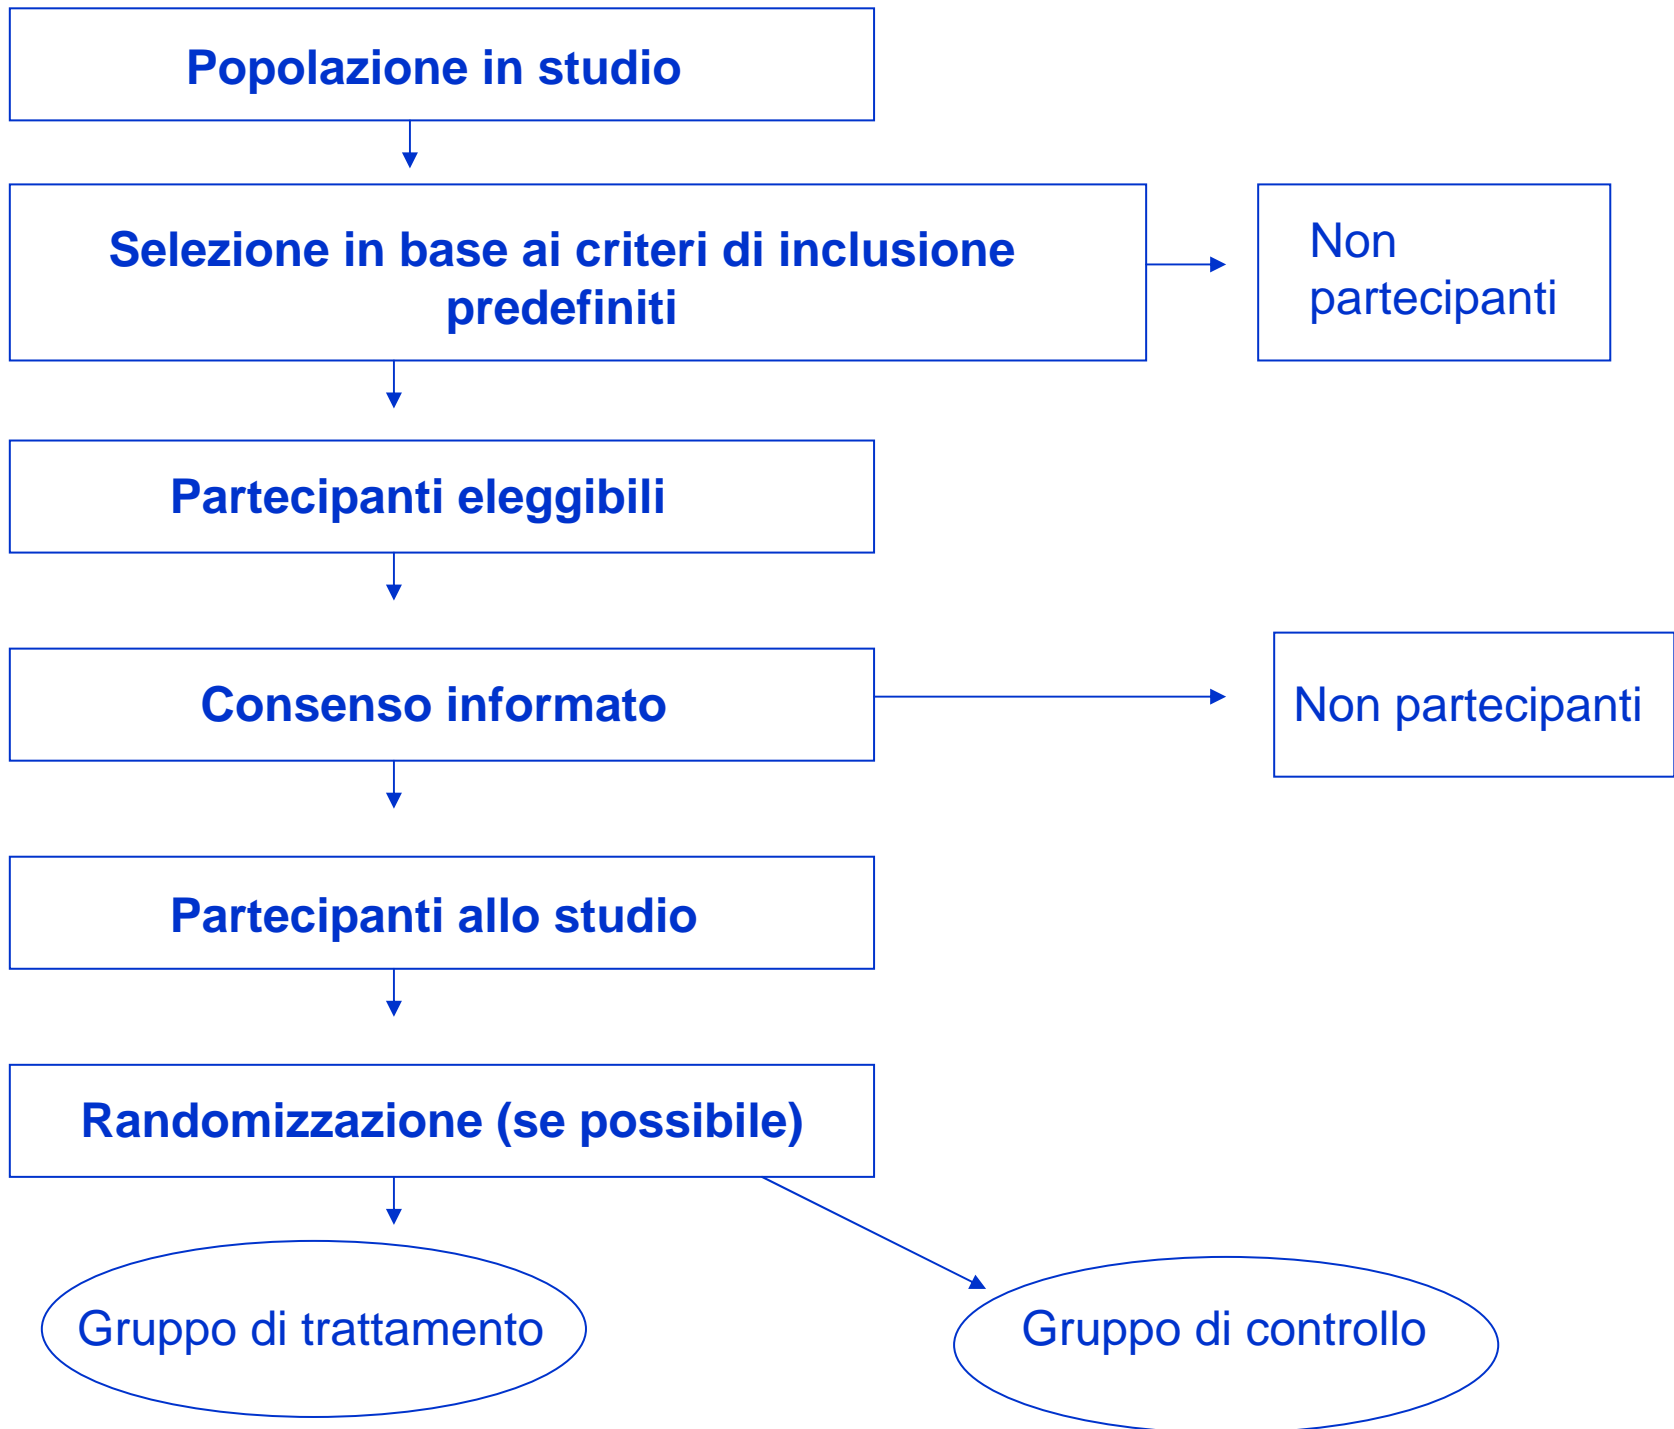 Popolazione in studio
Selezione in base ai criteri di inclusione
predefiniti
Non
partecipanti
Partecipanti eleggibili
Consenso informato
Non partecipanti
Partecipanti allo studio
Randomizzazione (se possibile)
Gruppo di trattamento
Gruppo di controllo